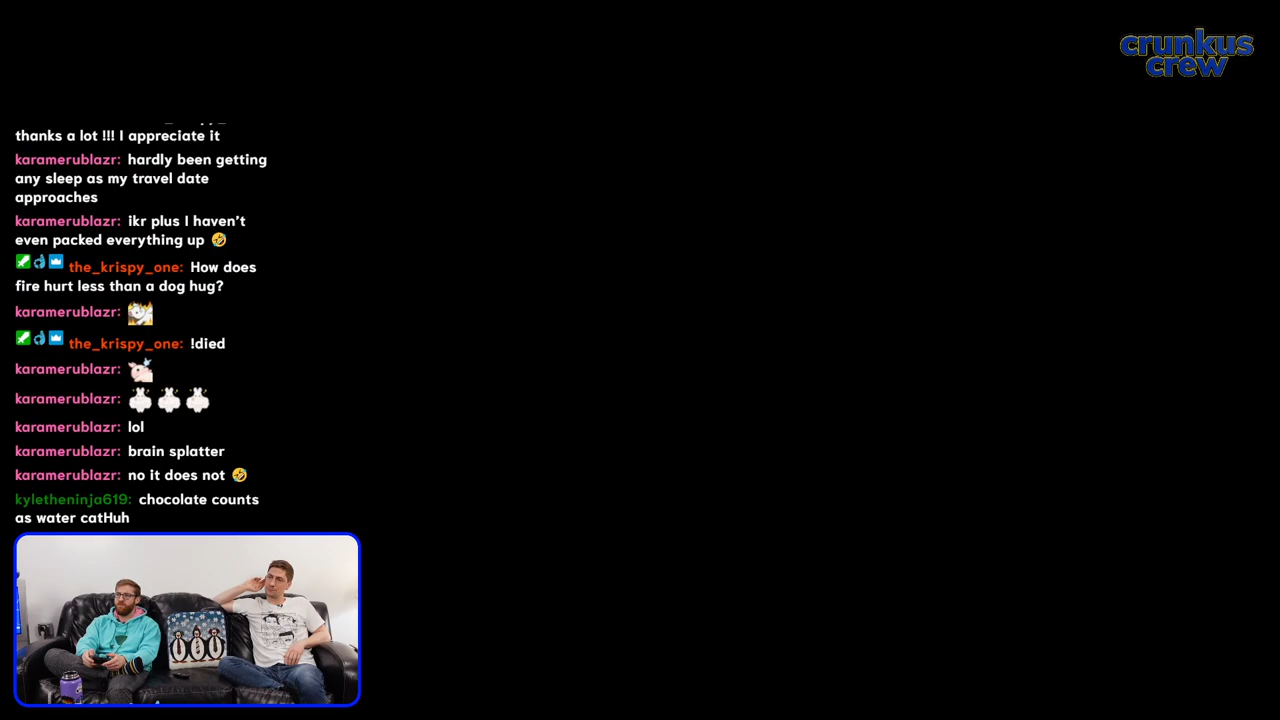 crunkus
crew
thanks a lot !!! I appreciate it
karamerublazr: hardly been getting
any sleep as my travel date
approaches
karamerublazr: ikr plus I haven't
even packed everything up 🤣
the_krispy_one: How does
fire hurt less than a dog hug?
karamerublazr:
the_krispy_one: !died
karamerublazr:
karamerublazr:
karamerublazr: lol
karamerublazr: brain splatter
karamerublazr: no it does not 🤣
kyletheninja619: chocolate counts
as water catHuh